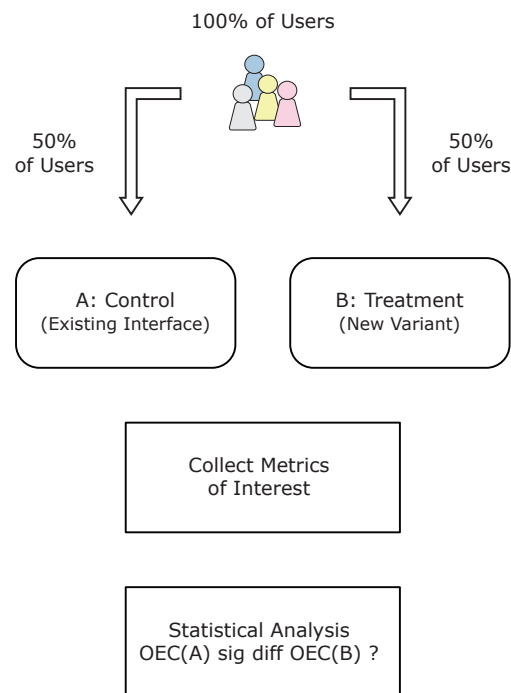 100% of Users
50%
of Users
50%
of Users
A: Control
(Existing Interface)
B: Treatment
(New Variant)
Collect Metrics
of Interest
Statistical Analysis
OEC(A) sig diff OEC(B) ?